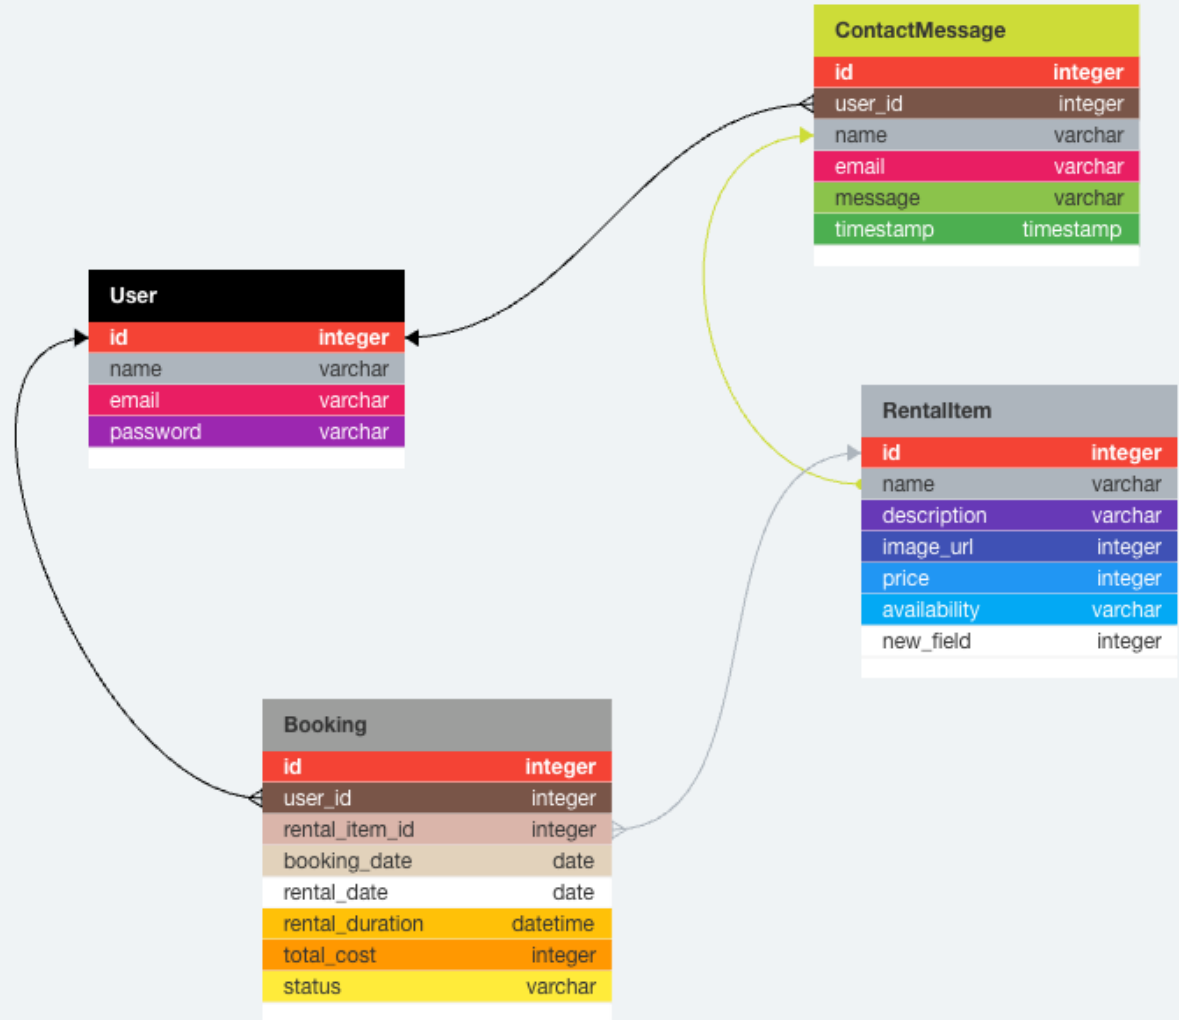 ContactMessage
id integer
user_id integer
name varchar
email varchar
message varchar
timestamp timestamp
User
id integer
name varchar
email varchar
password varchar
RentalItem
id integer
name varchar
description varchar
image_url integer
price integer
availability varchar
new_field integer
Booking
id integer
user_id integer
rental_item_id integer
booking_date date
rental_date date
rental_duration datetime
total_cost integer
status varchar